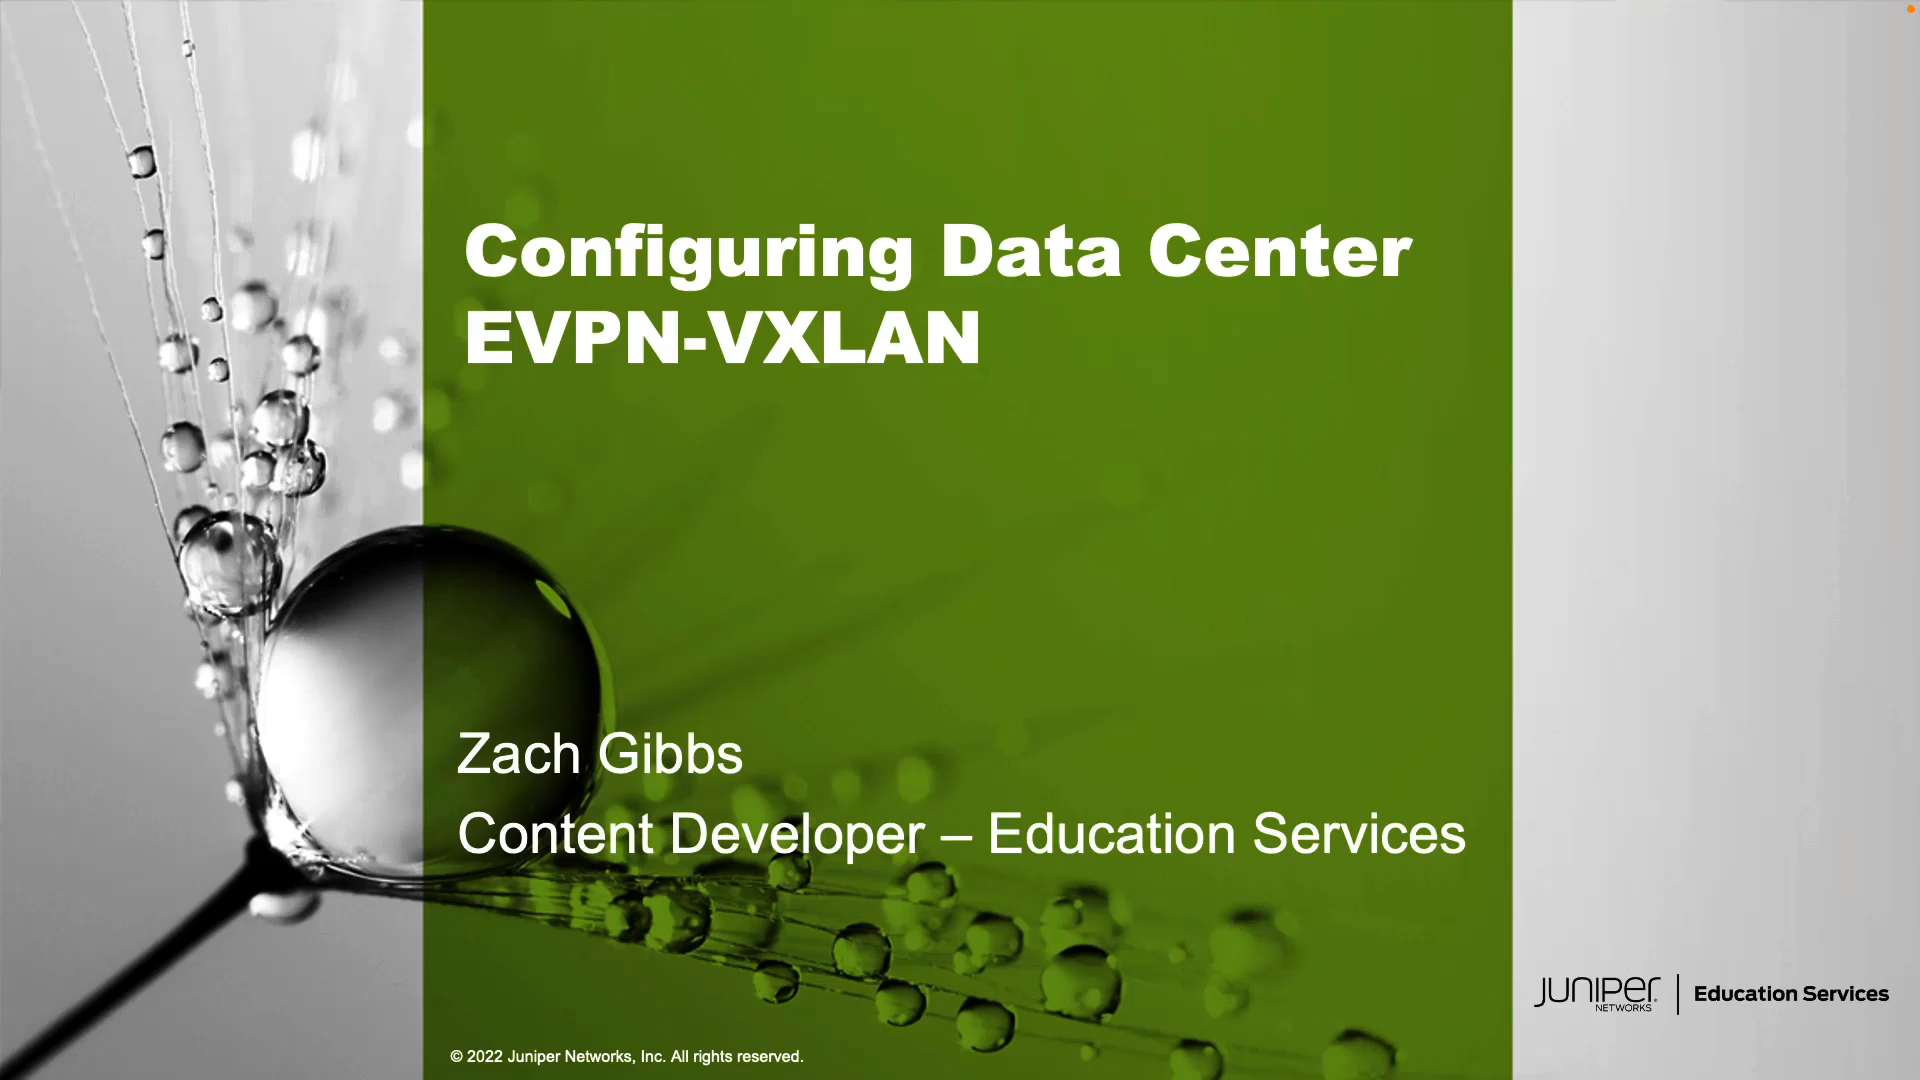 Configuring Data Center
EVPN-VXLAN
Zach Gibbs
Content Developer – Education Services
JUNIPER
NETWORKS
Education Services
© 2022 Juniper Networks, Inc. All rights reserved.